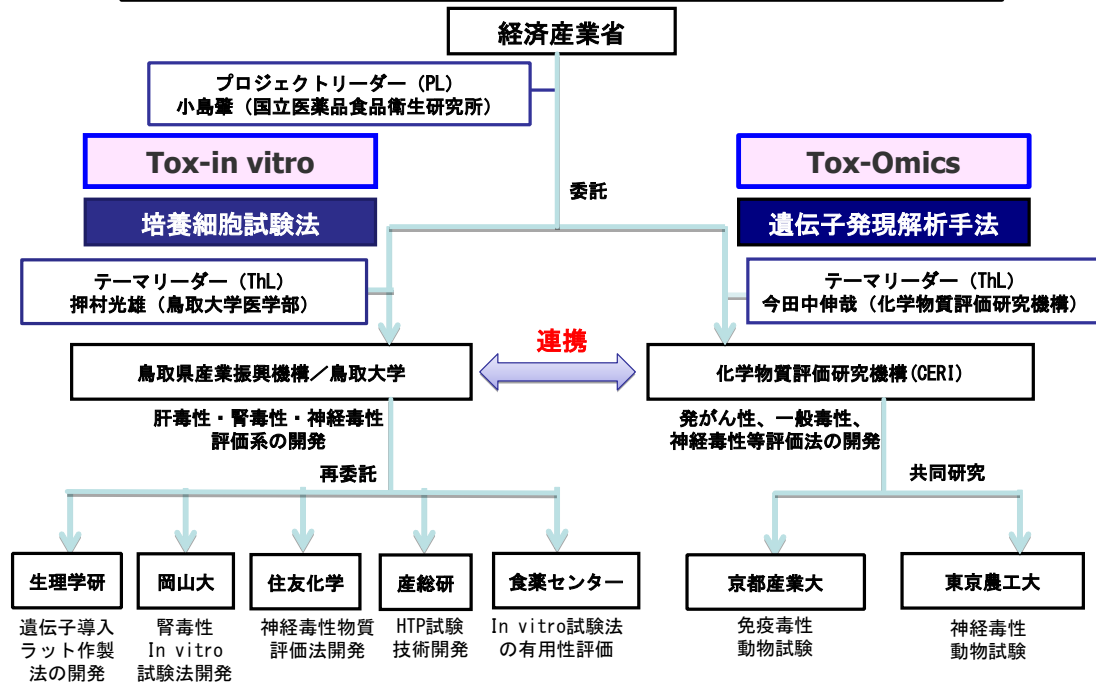 経済産業省
プロジェクトリーダー（PL）
小島肇（国立医薬品食品衛生研究所）
Tox-in vitro
Tox-Omics
委託
培養細胞試験法
遺伝子発現解析手法
テーマリーダー（ThL）
押村光雄（鳥取大学医学部）
テーマリーダー（ThL）
今田中伸哉（化学物質評価研究機構）
連携
鳥取県産業振興機構／鳥取大学
化学物質評価研究機構(CERI)
肝毒性・腎毒性・神経毒性
評価系の開発
発がん性、一般毒性、
神経毒性等評価法の開発
再委託
共同研究
生理学研
岡山大
住友化学
産総研
食薬センター
京都産業大
東京農工大
遺伝子導入
ラット作製
法の開発
腎毒性
In vitro
試験法開発
神経毒性物質
評価法開発
HTP試験
技術開発
In vitro試験法
の有用性評価
免疫毒性
動物試験
神経毒性
動物試験